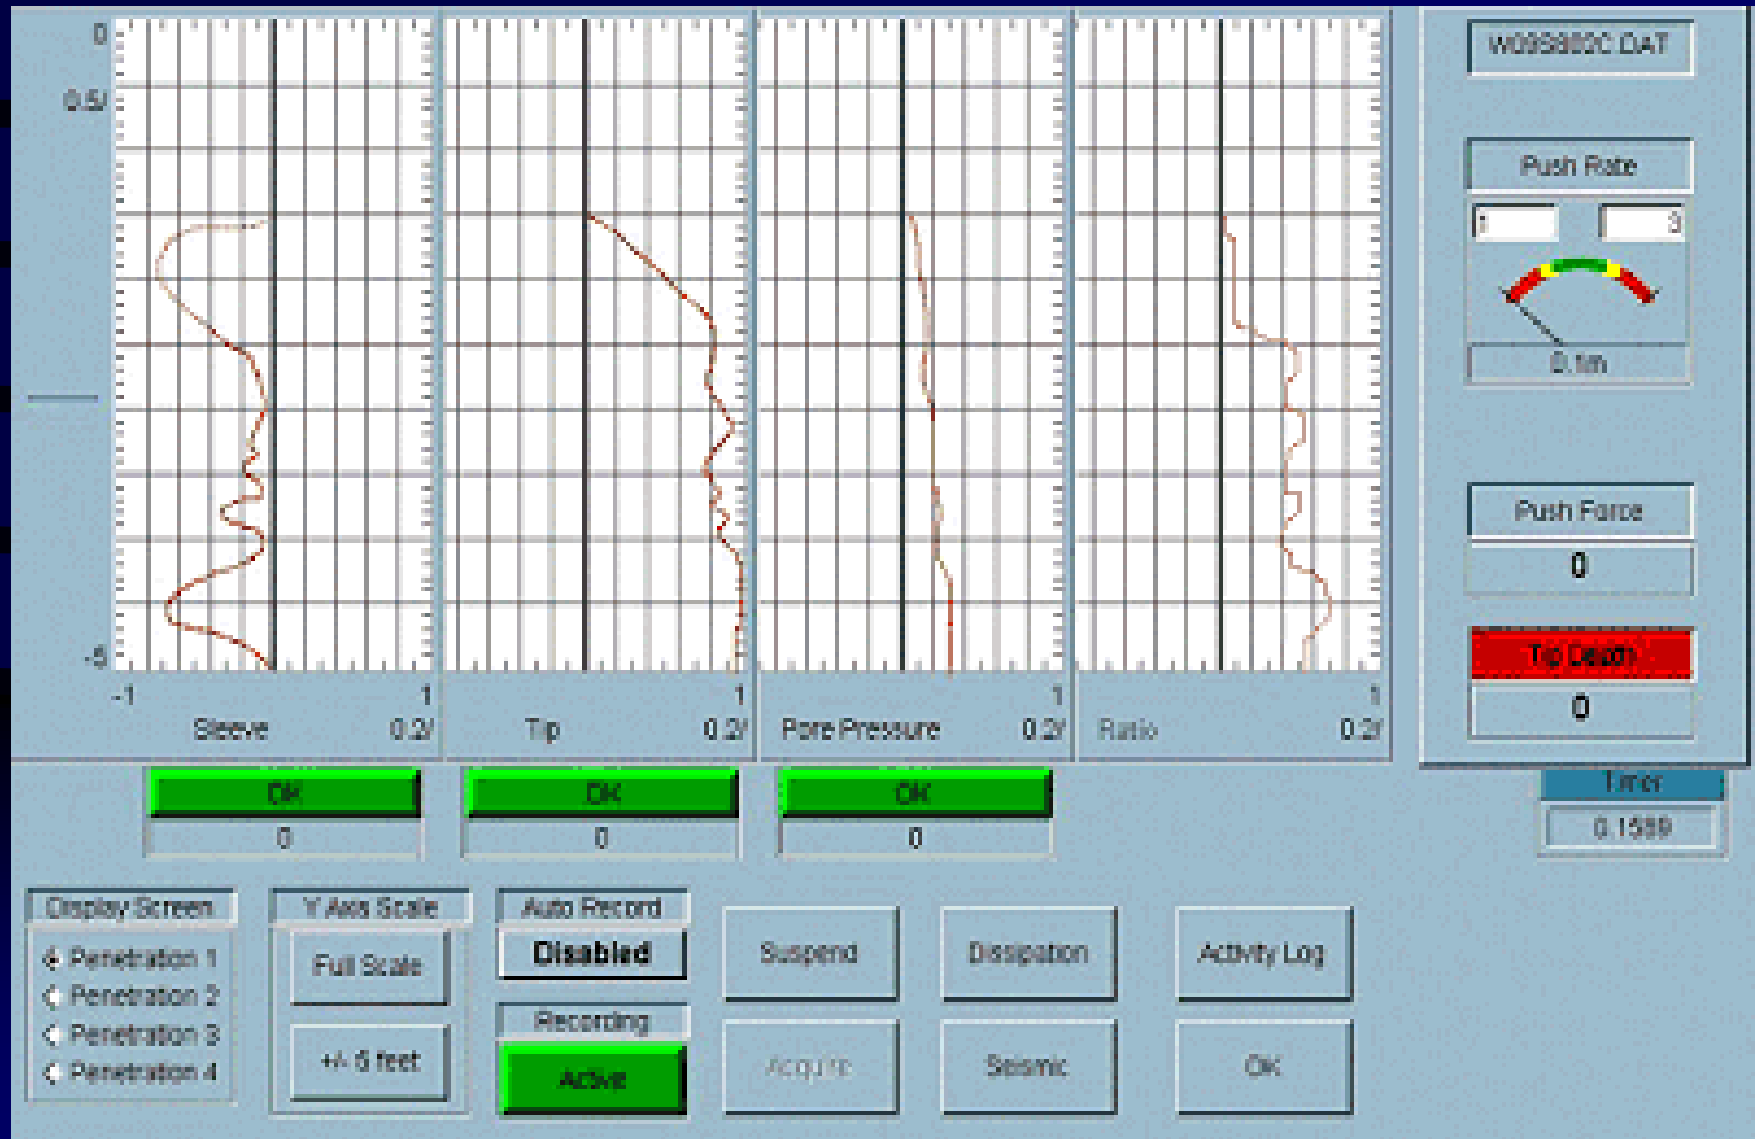 0
0.5/
-5
-1 1 1 1 1
Sleeve 0.2/ Tip 0.2/ Pore Pressure 0.2/ Ratio 0.2/
Push Rate
1 3
0.1m
Push Force
0
Tip Depth
0
OK OK OK
0 0 0
Timer
0.1589
Display Screen
Penetration 1
Penetration 2
Penetration 3
Penetration 4
Y Axis Scale
Full Scale
+/- 5 feet
Auto Record
Disabled
Recording
Active
Suspend Dissipation Activity Log
Acquire Seismic OK